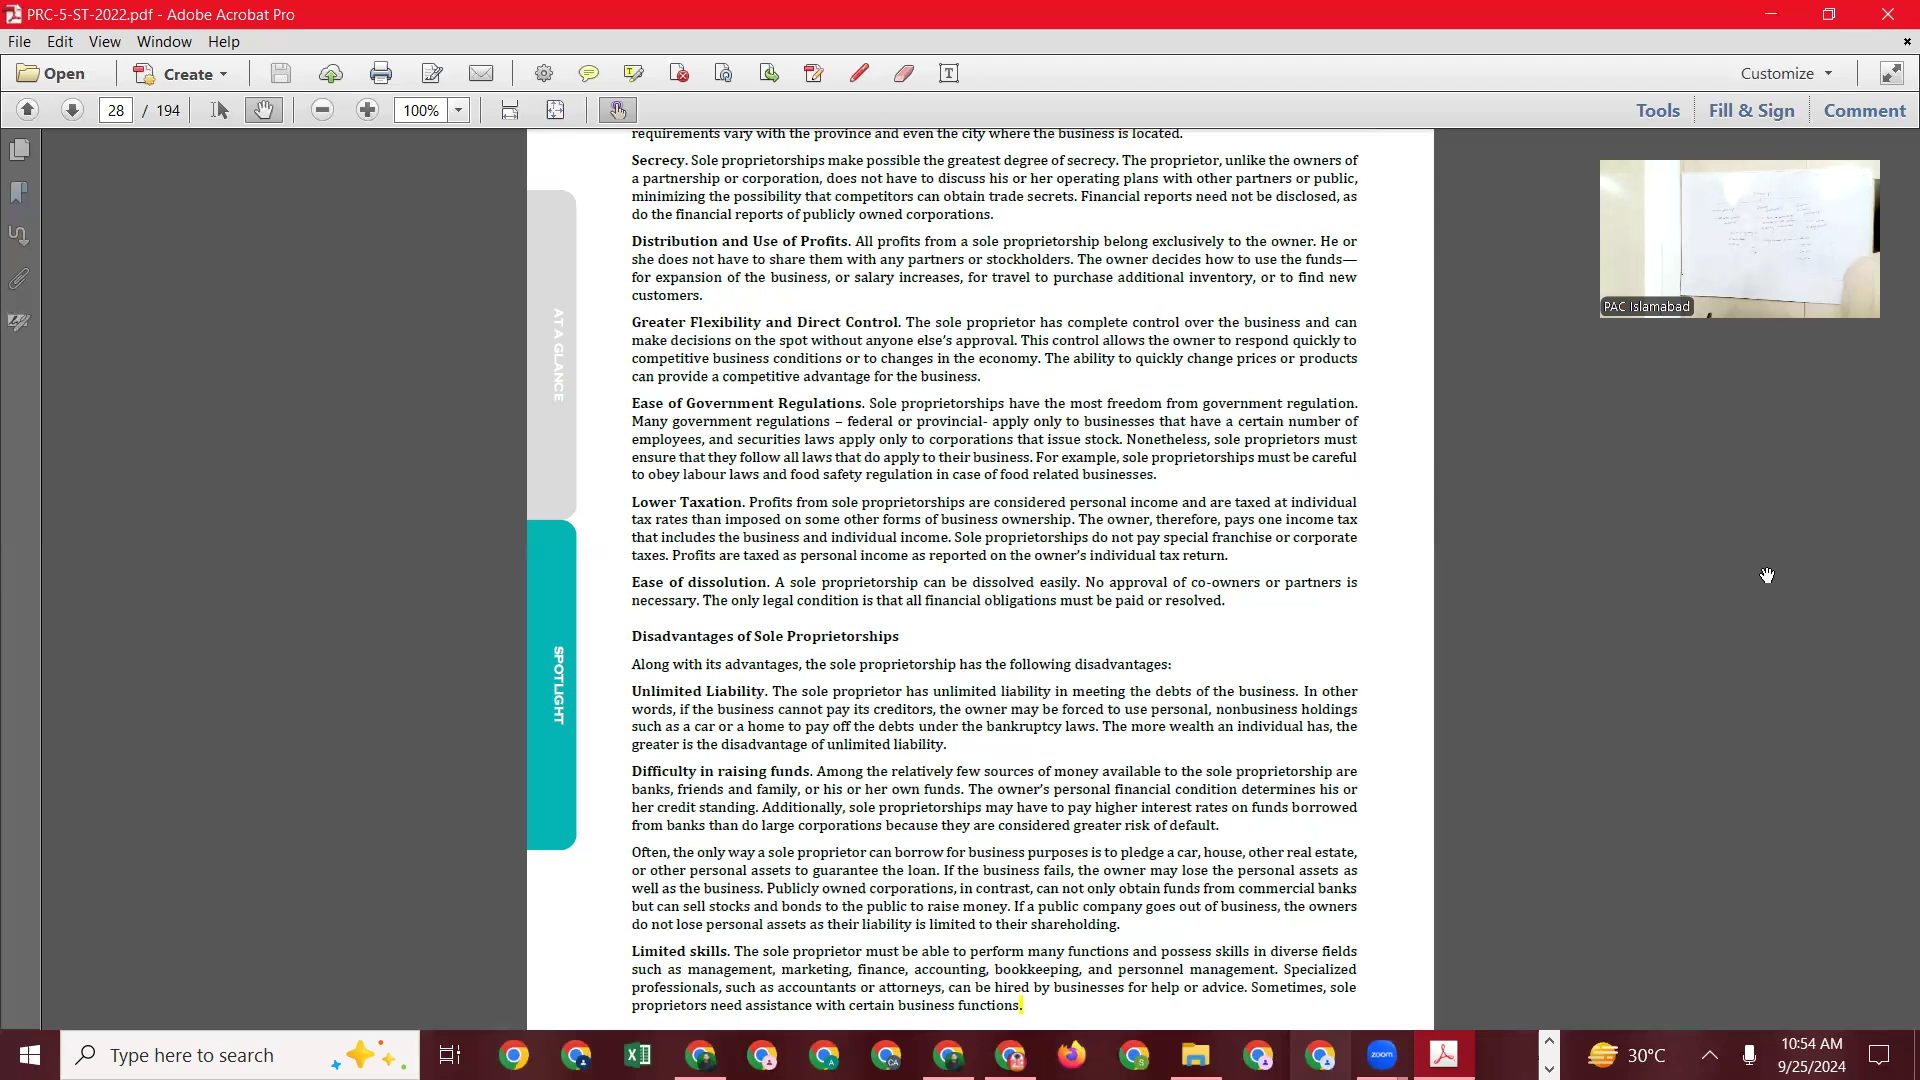 PRC-5-ST-2022.pdf - Adobe Acrobat Pro
File Edit View Window Help
Open Create Customize
28 / 194 100% Tools Fill & Sign Comment
requirements vary with the province and even the city where the business is located.
Secrecy. Sole proprietorships make possible the greatest degree of secrecy. The proprietor, unlike the owners of
a partnership or corporation, does not have to discuss his or her operating plans with other partners or public,
minimizing the possibility that competitors can obtain trade secrets. Financial reports need not be disclosed, as
do the financial reports of publicly owned corporations.
Distribution and Use of Profits. All profits from a sole proprietorship belong exclusively to the owner. He or
she does not have to share them with any partners or stockholders. The owner decides how to use the funds—
for expansion of the business, or salary increases, for travel to purchase additional inventory, or to find new
customers.
Greater Flexibility and Direct Control. The sole proprietor has complete control over the business and can
make decisions on the spot without anyone else's approval. This control allows the owner to respond quickly to
competitive business conditions or to changes in the economy. The ability to quickly change prices or products
can provide a competitive advantage for the business.
Ease of Government Regulations. Sole proprietorships have the most freedom from government regulation.
Many government regulations – federal or provincial- apply only to businesses that have a certain number of
employees, and securities laws apply only to corporations that issue stock. Nonetheless, sole proprietors must
ensure that they follow all laws that do apply to their business. For example, sole proprietorships must be careful
to obey labour laws and food safety regulation in case of food related businesses.
Lower Taxation. Profits from sole proprietorships are considered personal income and are taxed at individual
tax rates than imposed on some other forms of business ownership. The owner, therefore, pays one income tax
that includes the business and individual income. Sole proprietorships do not pay special franchise or corporate
taxes. Profits are taxed as personal income as reported on the owner's individual tax return.
Ease of dissolution. A sole proprietorship can be dissolved easily. No approval of co-owners or partners is
necessary. The only legal condition is that all financial obligations must be paid or resolved.
Disadvantages of Sole Proprietorships
Along with its advantages, the sole proprietorship has the following disadvantages:
Unlimited Liability. The sole proprietor has unlimited liability in meeting the debts of the business. In other
words, if the business cannot pay its creditors, the owner may be forced to use personal, nonbusiness holdings
such as a car or a home to pay off the debts under the bankruptcy laws. The more wealth an individual has, the
greater is the disadvantage of unlimited liability.
Difficulty in raising funds. Among the relatively few sources of money available to the sole proprietorship are
banks, friends and family, or his or her own funds. The owner's personal financial condition determines his or
her credit standing. Additionally, sole proprietorships may have to pay higher interest rates on funds borrowed
from banks than do large corporations because they are considered greater risk of default.
Often, the only way a sole proprietor can borrow for business purposes is to pledge a car, house, other real estate,
or other personal assets to guarantee the loan. If the business fails, the owner may lose the personal assets as
well as the business. Publicly owned corporations, in contrast, can not only obtain funds from commercial banks
but can sell stocks and bonds to the public to raise money. If a public company goes out of business, the owners
do not lose personal assets as their liability is limited to their shareholding.
Limited skills. The sole proprietor must be able to perform many functions and possess skills in diverse fields
such as management, marketing, finance, accounting, bookkeeping, and personnel management. Specialized
professionals, such as accountants or attorneys, can be hired by businesses for help or advice. Sometimes, sole
proprietors need assistance with certain business functions.
AT A GLANCE
SPOTLIGHT
PAC Islamabad
Type here to search
zoom
30°C
10:54 AM
9/25/2024